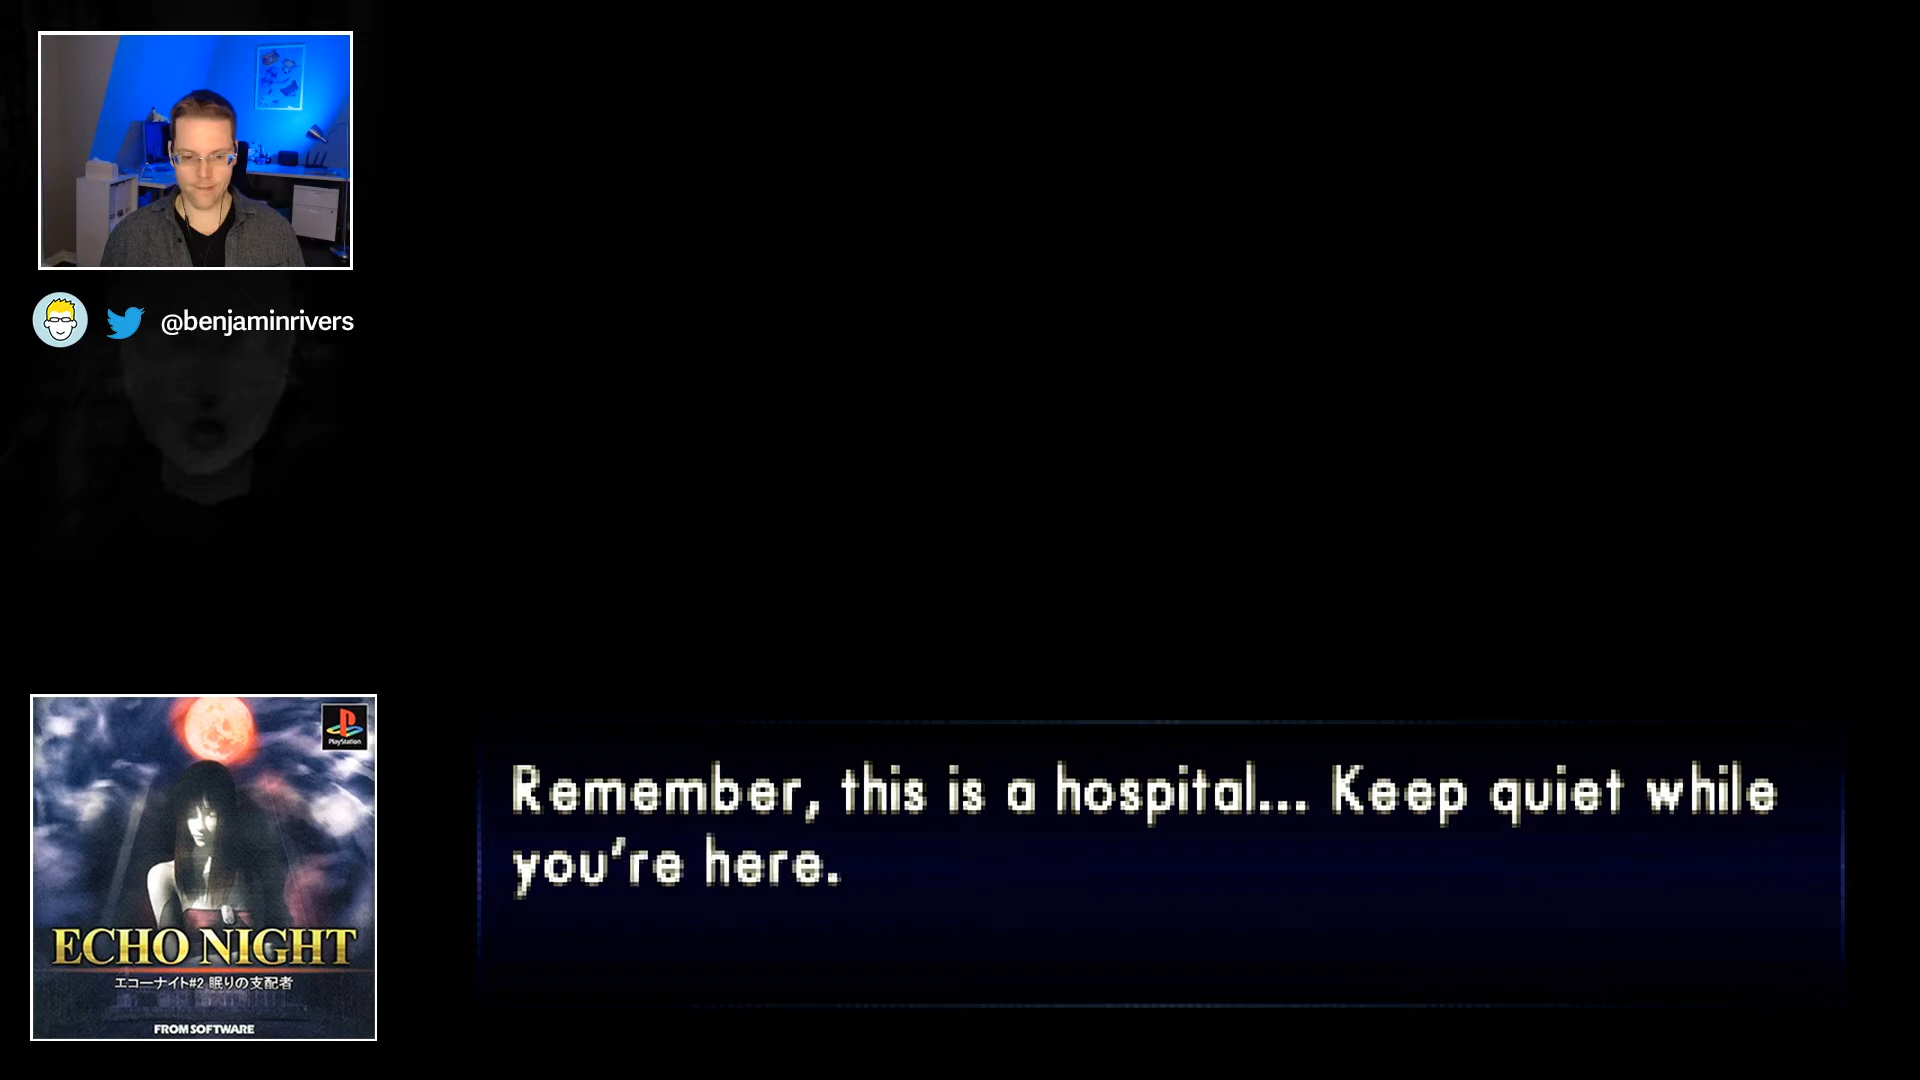 @benjaminrivers
PlayStation
ECHO NIGHT
エコーナイト#2 眠りの支配者
FROM SOFTWARE
Remember, this is a hospital... Keep quiet while
you're here.